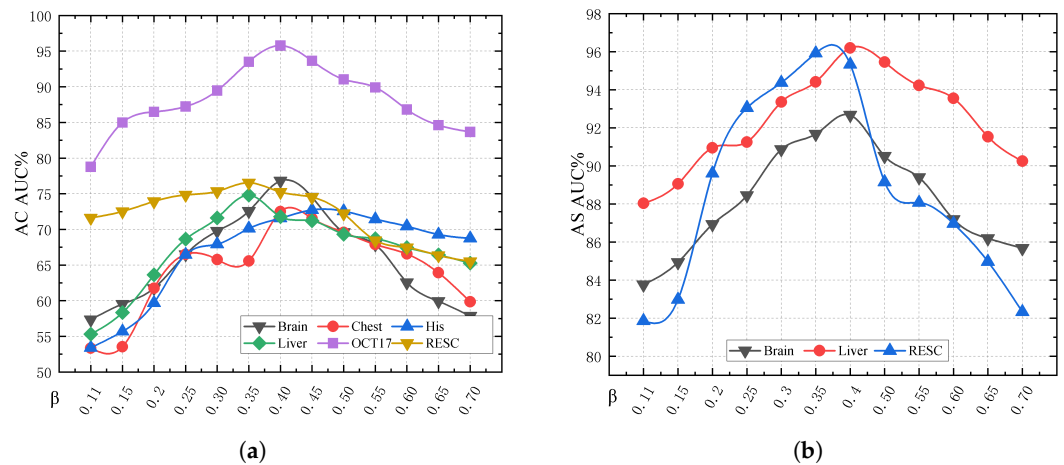 AC AUC%
100
95
90
85
80
75
70
65
60
55
50
Brain Chest His
Liver OCT17 RESC
β
0.11 0.15 0.2 0.25 0.30 0.35 0.40 0.45 0.50 0.55 0.60 0.65 0.70
(a)
AS AUC%
98
96
94
92
90
88
86
84
82
80
Brain Liver RESC
β
0.11 0.15 0.2 0.25 0.3 0.35 0.4 0.50 0.55 0.60 0.65 0.70
(b)